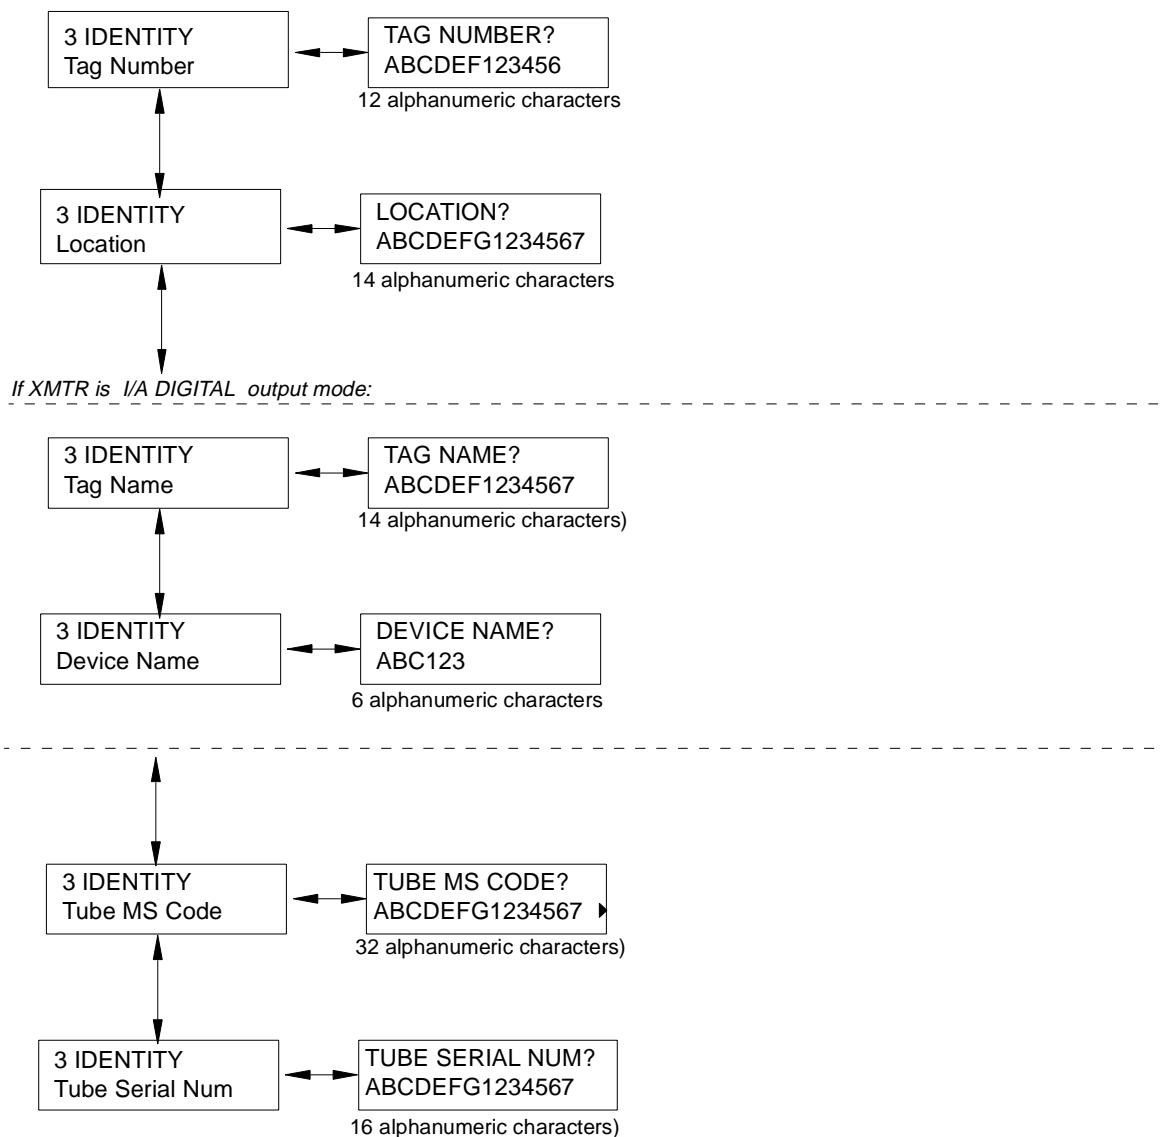 3 IDENTITY
Tag Number
TAG NUMBER?
ABCDEF123456
12 alphanumeric characters
3 IDENTITY
Location
LOCATION?
ABCDEFG1234567
14 alphanumeric characters
If XMTR is I/A DIGITAL output mode:
3 IDENTITY
Tag Name
TAG NAME?
ABCDEF1234567
14 alphanumeric characters)
3 IDENTITY
Device Name
DEVICE NAME?
ABC123
6 alphanumeric characters
3 IDENTITY
Tube MS Code
TUBE MS CODE?
ABCDEFG1234567
32 alphanumeric characters)
3 IDENTITY
Tube Serial Num
TUBE SERIAL NUM?
ABCDEFG1234567
16 alphanumeric characters)